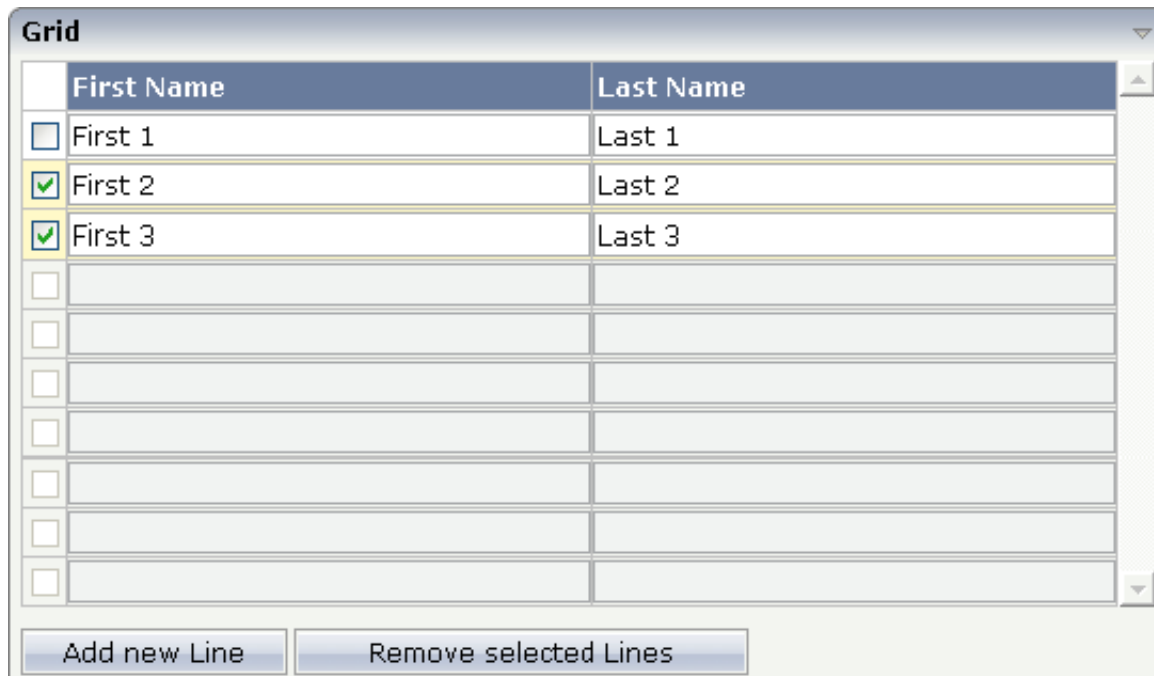 Grid
First Name Last Name
First 1 Last 1
First 2 Last 2
First 3 Last 3
Add new Line Remove selected Lines